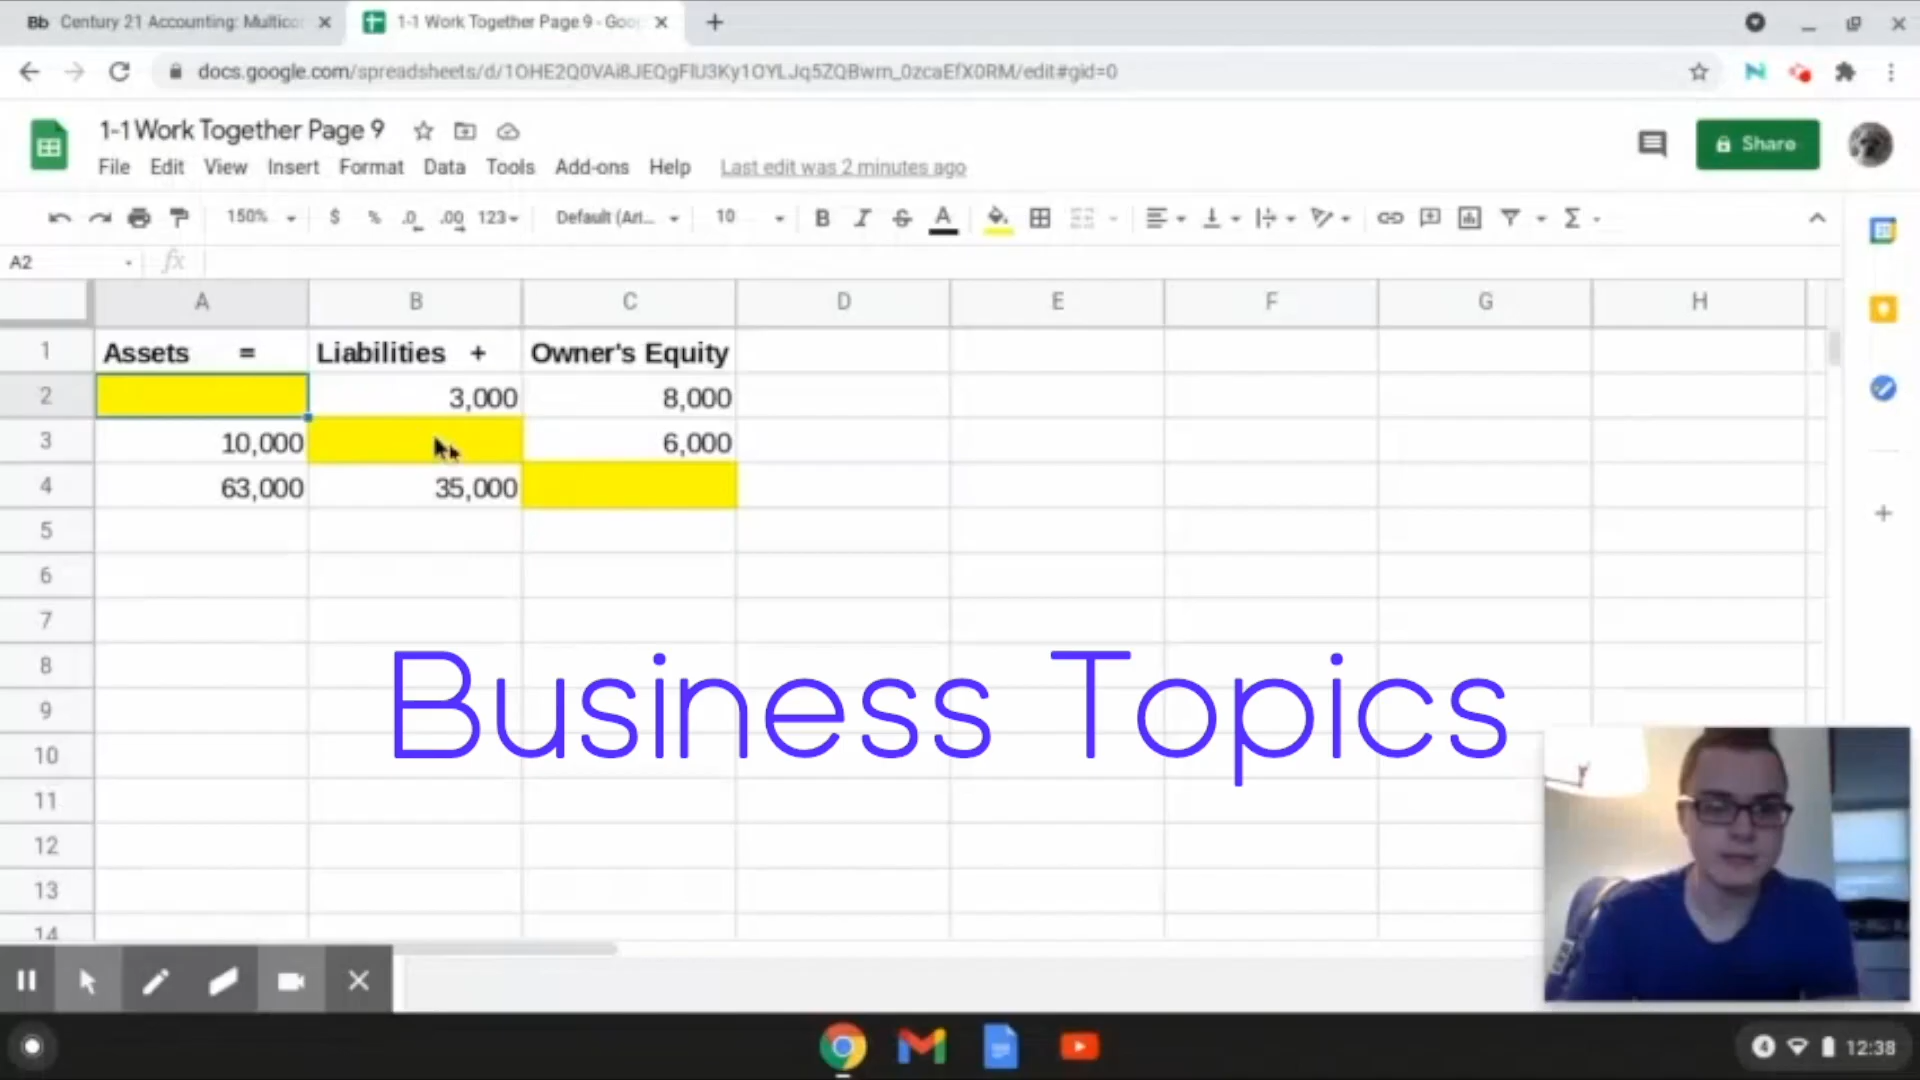 Bb Century 21 Accounting: Multico
1-1 Work Together Page 9 - Goo
docs.google.com/spreadsheets/d/1OHE2Q0VAi8JEQgFlU3Ky1OYLJq5ZQBwm_0zcaEfX0RM/edit#gid=0
1-1 Work Together Page 9
Share
File Edit View Insert Format Data Tools Add-ons Help Last edit was 2 minutes ago
150% $ % .0 .00 123 Default (Ari... 10 B I S A Σ
A2 fx
A B C D E F G H
1 Assets = Liabilities + Owner's Equity
2 3,000 8,000
3 10,000 6,000
4 63,000 35,000
5
6
7
8
9
10
11
12
13
14
Business Topics
4 12:38